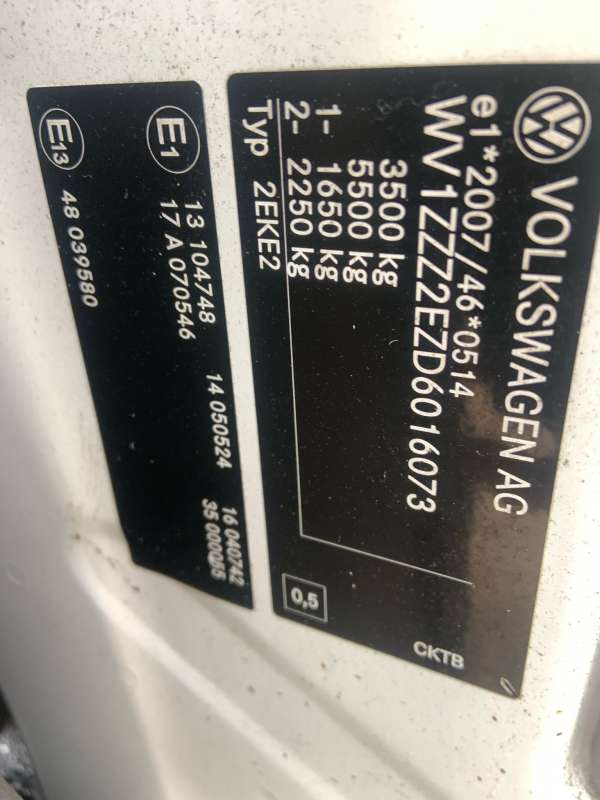 VOLKSWAGEN AG
e1*2007/46*0514
WV1ZZZ2EZD6016073
3500 kg
5500 kg
1- 1650 kg
2- 2250 kg
Typ 2EKE2
0,5
CKTB
E1
13 104748
17 A 070546
14 050524
16 040742
35 000005
E13
48 039580